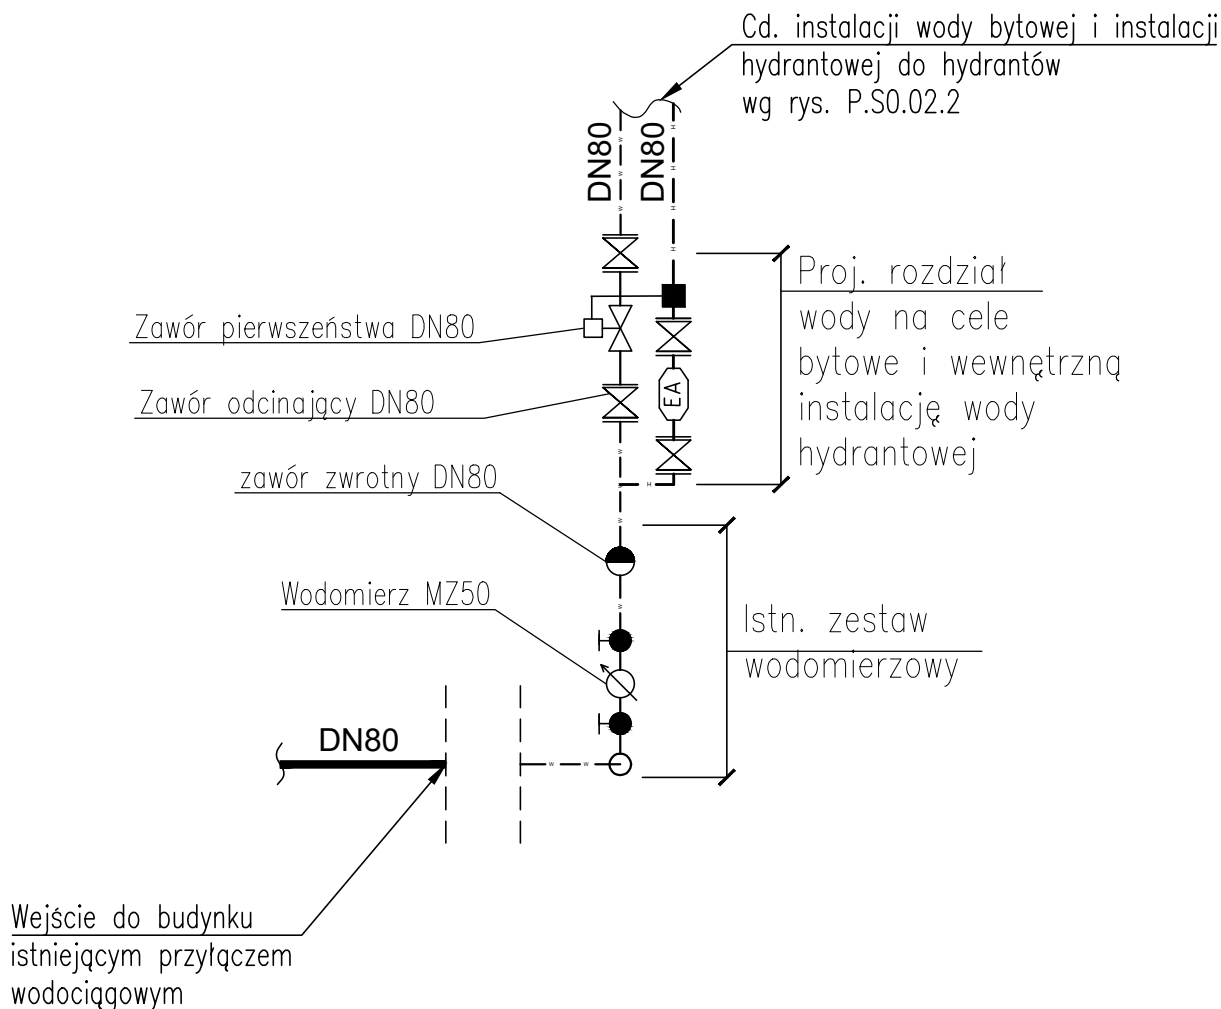 Cd. instalacji wody bytowej i instalacji
hydrantowej do hydrantów
wg rys. P.S0.02.2
DN80
DN80
Proj. rozdział
wody na cele
bytowe i wewnętrzną
instalację wody
hydrantowej
Zawór pierwszeństwa DN80
Zawór odcinający DN80
EA
zawór zwrotny DN80
Wodomierz MZ50
Istn. zestaw
wodomierzowy
DN80
Wejście do budynku
istniejącym przyłączem
wodociągowym